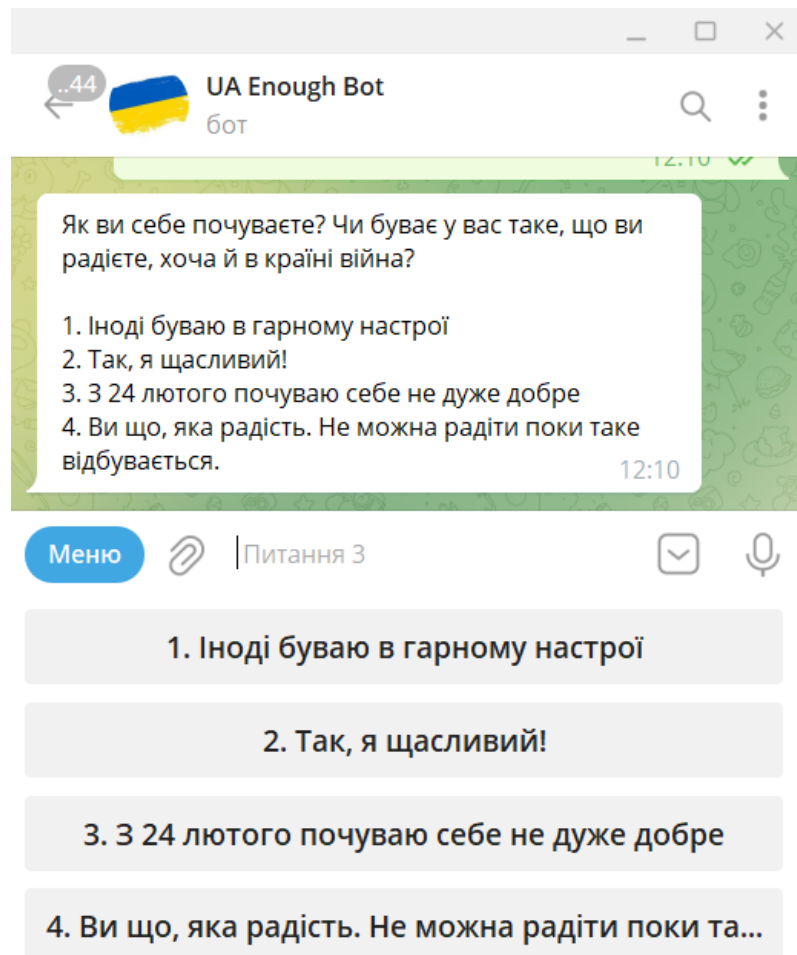 ..44
UA Enough Bot
бот
12:10
Як ви себе почуваєте? Чи буває у вас таке, що ви
радієте, хоча й в країні війна?
1. Іноді буваю в гарному настрої
2. Так, я щасливий!
3. З 24 лютого почуваю себе не дуже добре
4. Ви що, яка радість. Не можна радіти поки таке
відбувається.
12:10
Меню
Питання 3
1. Іноді буваю в гарному настрої
2. Так, я щасливий!
3. З 24 лютого почуваю себе не дуже добре
4. Ви що, яка радість. Не можна радіти поки та...